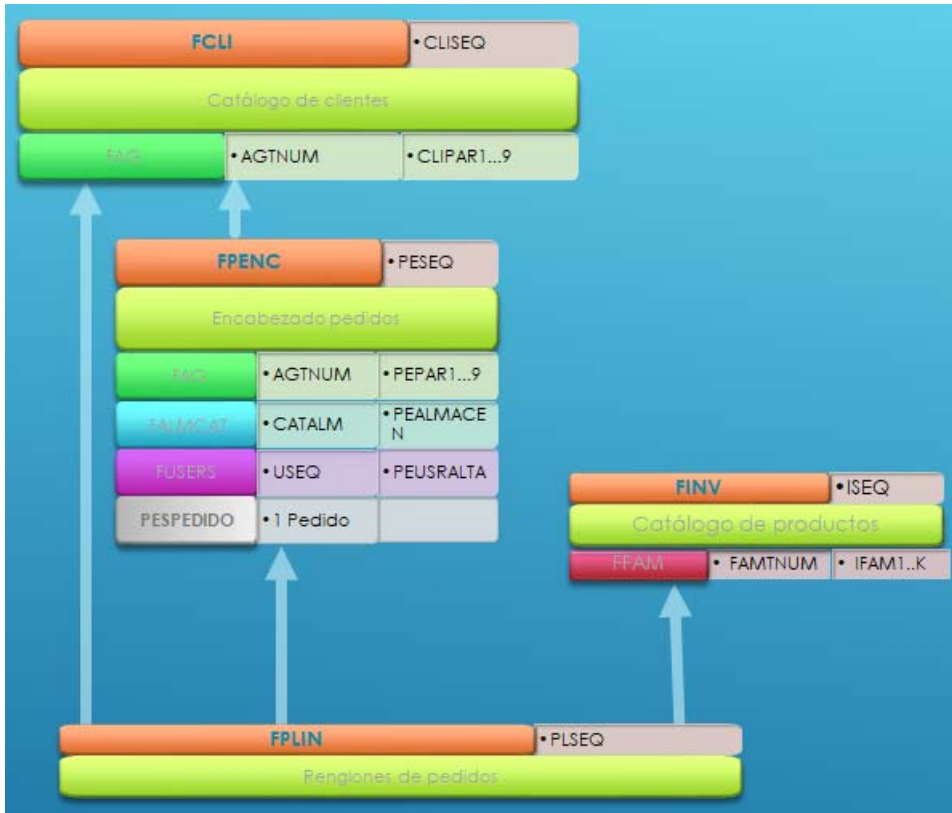 FCLI • CLISEQ
Catálogo de clientes
FAG • AGTNUM • CLIPAR1...9
FPENC • PESEQ
Encabezado pedidos
FAG • AGTNUM • PEPAR1...9
FALMCAT • CATALM • PEALMACE
N
FUSERS • USEQ • PEUSRALTA
PESPEDIDO • 1 Pedido
FINV •ISEQ
Catálogo de productos
FFAM • FAMTNUM • IFAM1..K
FPLIN • PLSEQ
Renglones de pedidos